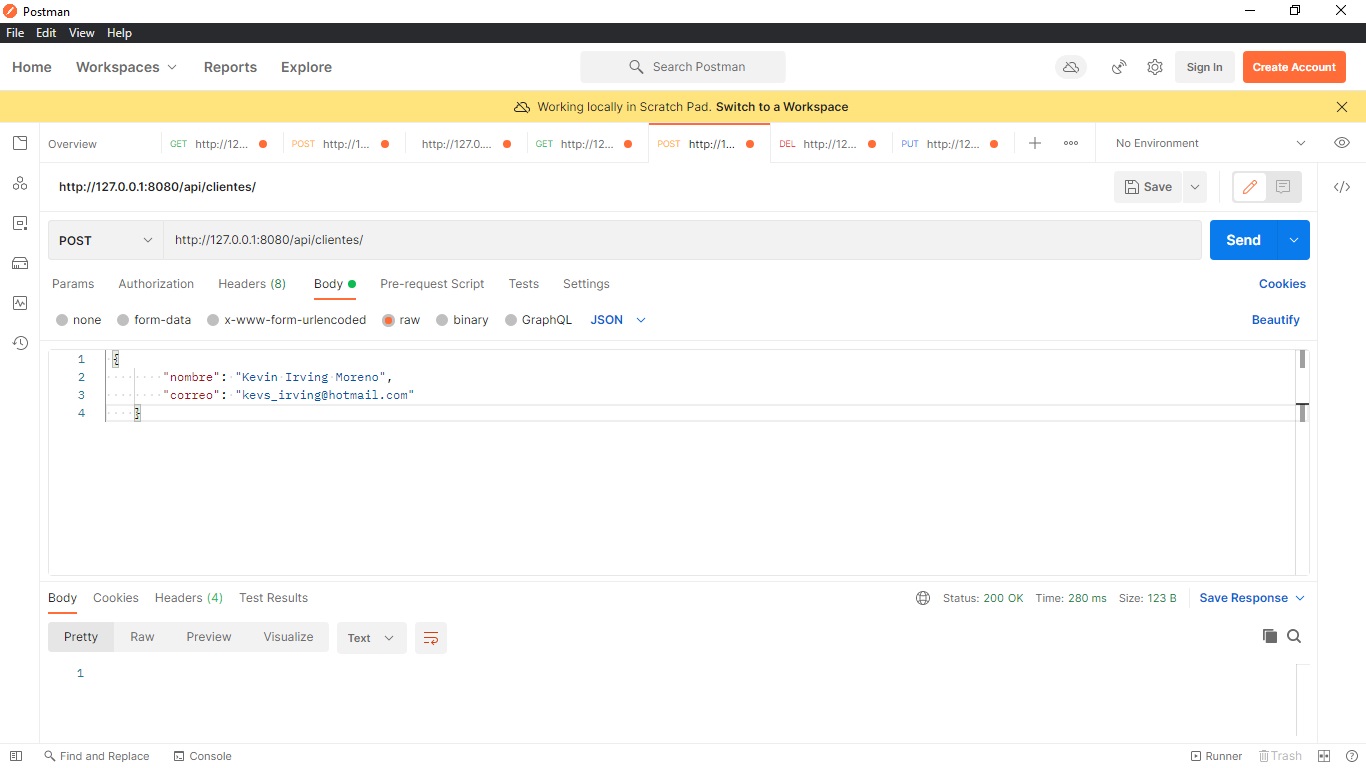 Postman
File Edit View Help
Home Workspaces Reports Explore Search Postman Sign In Create Account
Working locally in Scratch Pad. Switch to a Workspace
Overview GET http://12... POST http://1... http://127.0.... GET http://12... POST http://1... DEL http://12... PUT http://12... No Environment
http://127.0.0.1:8080/api/clientes/ Save
POST http://127.0.0.1:8080/api/clientes/ Send
Params Authorization Headers (8) Body Pre-request Script Tests Settings Cookies
none form-data x-www-form-urlencoded raw binary GraphQL JSON Beautify
1 {
2 "nombre": "Kevin Irving Moreno",
3 "correo": "kevs_irving@hotmail.com"
4 }
Body Cookies Headers (4) Test Results Status: 200 OK Time: 280 ms Size: 123 B Save Response
Pretty Raw Preview Visualize Text
1
Find and Replace Console Runner Trash